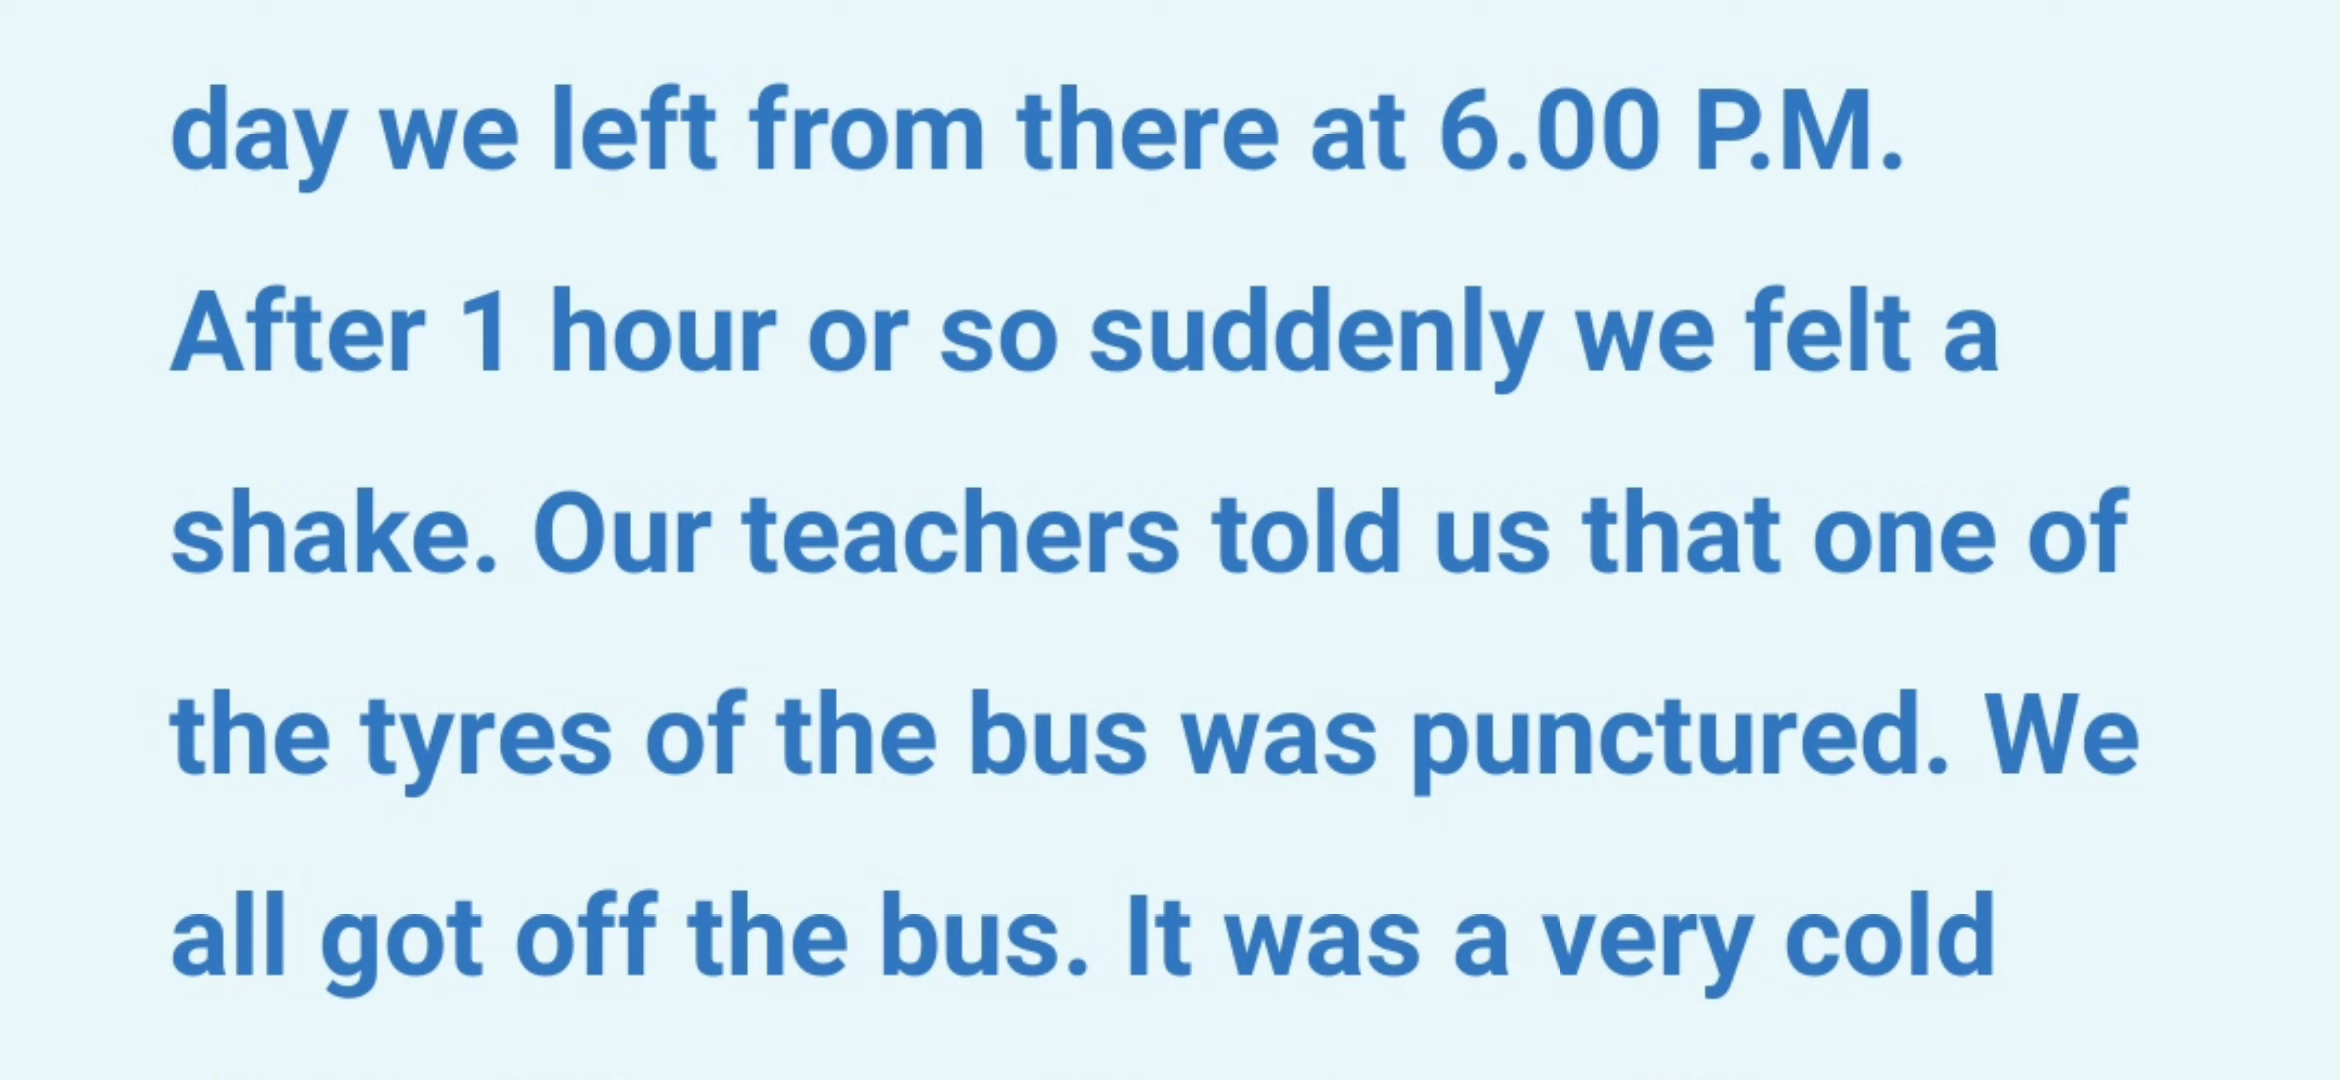 day we left from there at 6.00 P.M.
After 1 hour or so suddenly we felt a
shake. Our teachers told us that one of
the tyres of the bus was punctured. We
all got off the bus. It was a very cold